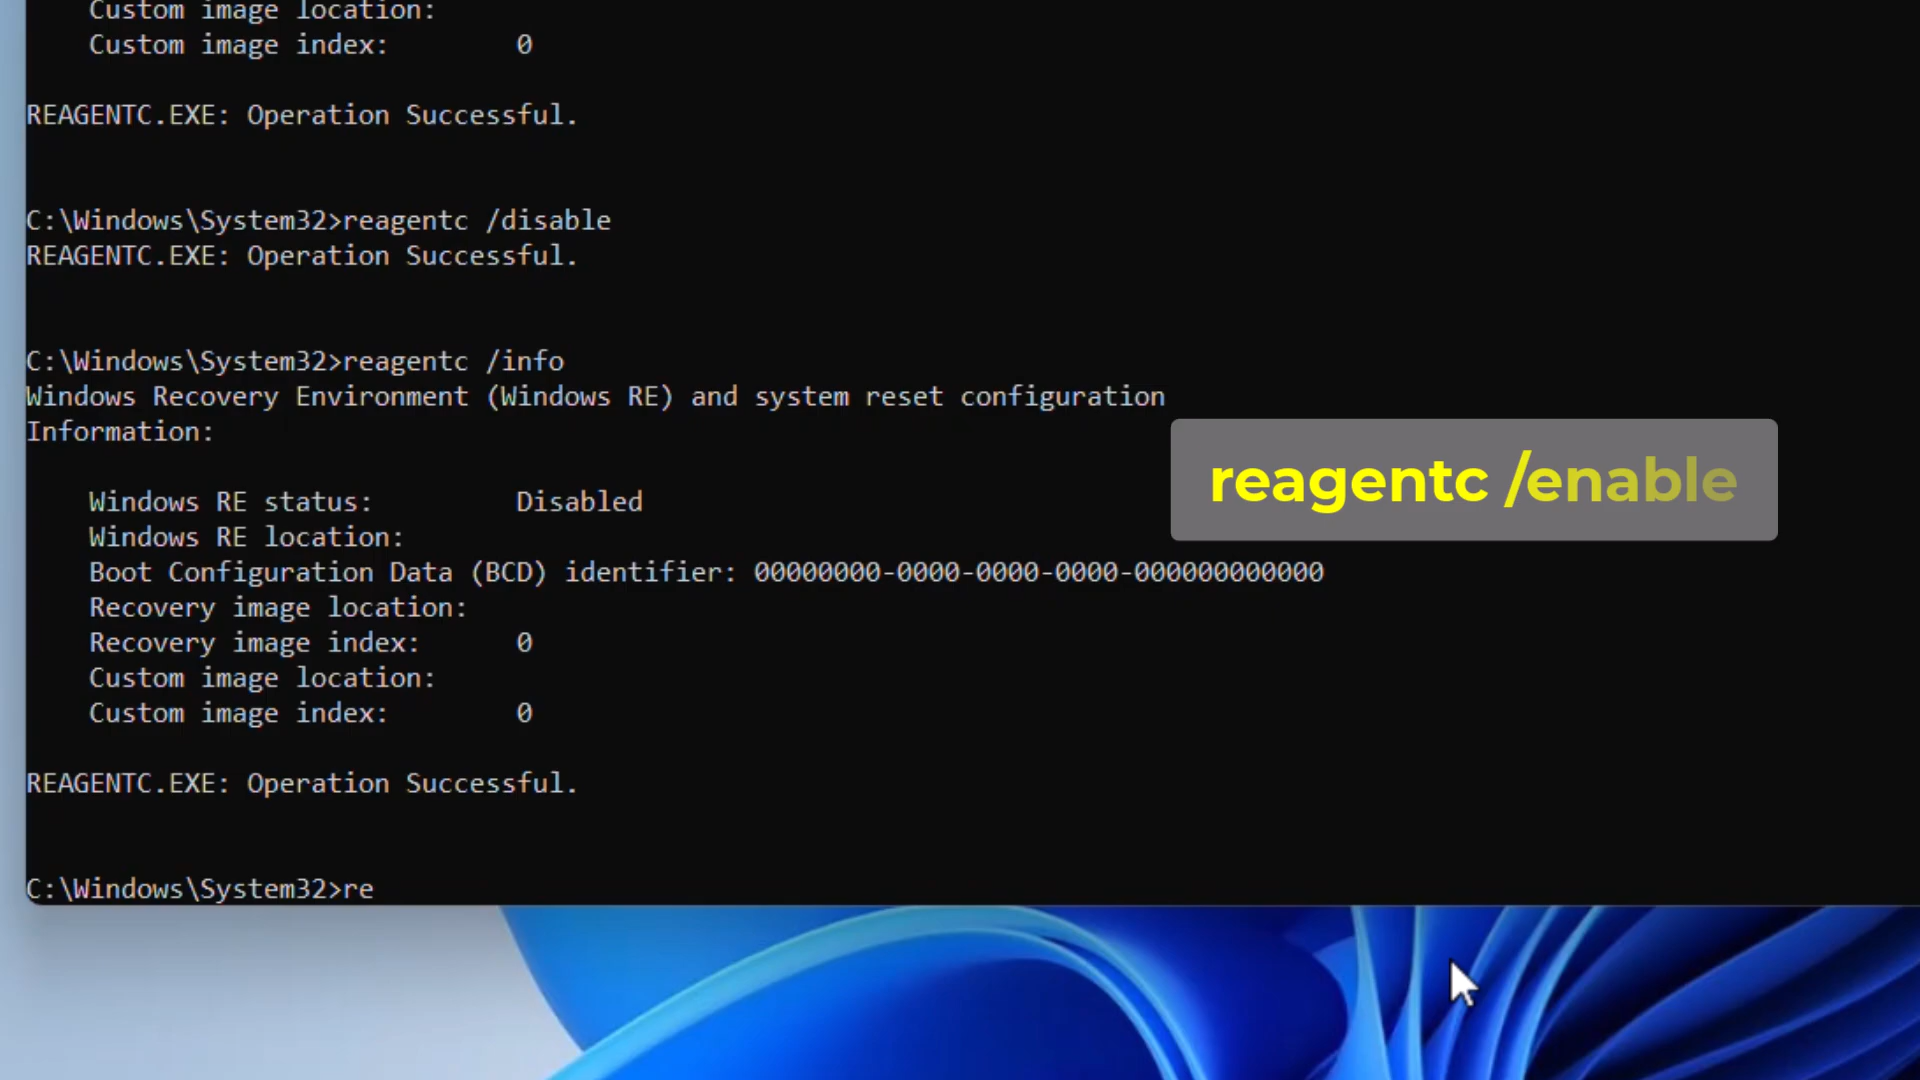 Custom image location:
Custom image index: 0
REAGENTC.EXE: Operation Successful.
C:\Windows\System32>reagentc /disable
REAGENTC.EXE: Operation Successful.
C:\Windows\System32>reagentc /info
Windows Recovery Environment (Windows RE) and system reset configuration
Information:
Windows RE status: Disabled
Windows RE location:
Boot Configuration Data (BCD) identifier: 00000000-0000-0000-0000-000000000000
Recovery image location:
Recovery image index: 0
Custom image location:
Custom image index: 0
REAGENTC.EXE: Operation Successful.
C:\Windows\System32>re
reagentc /enable